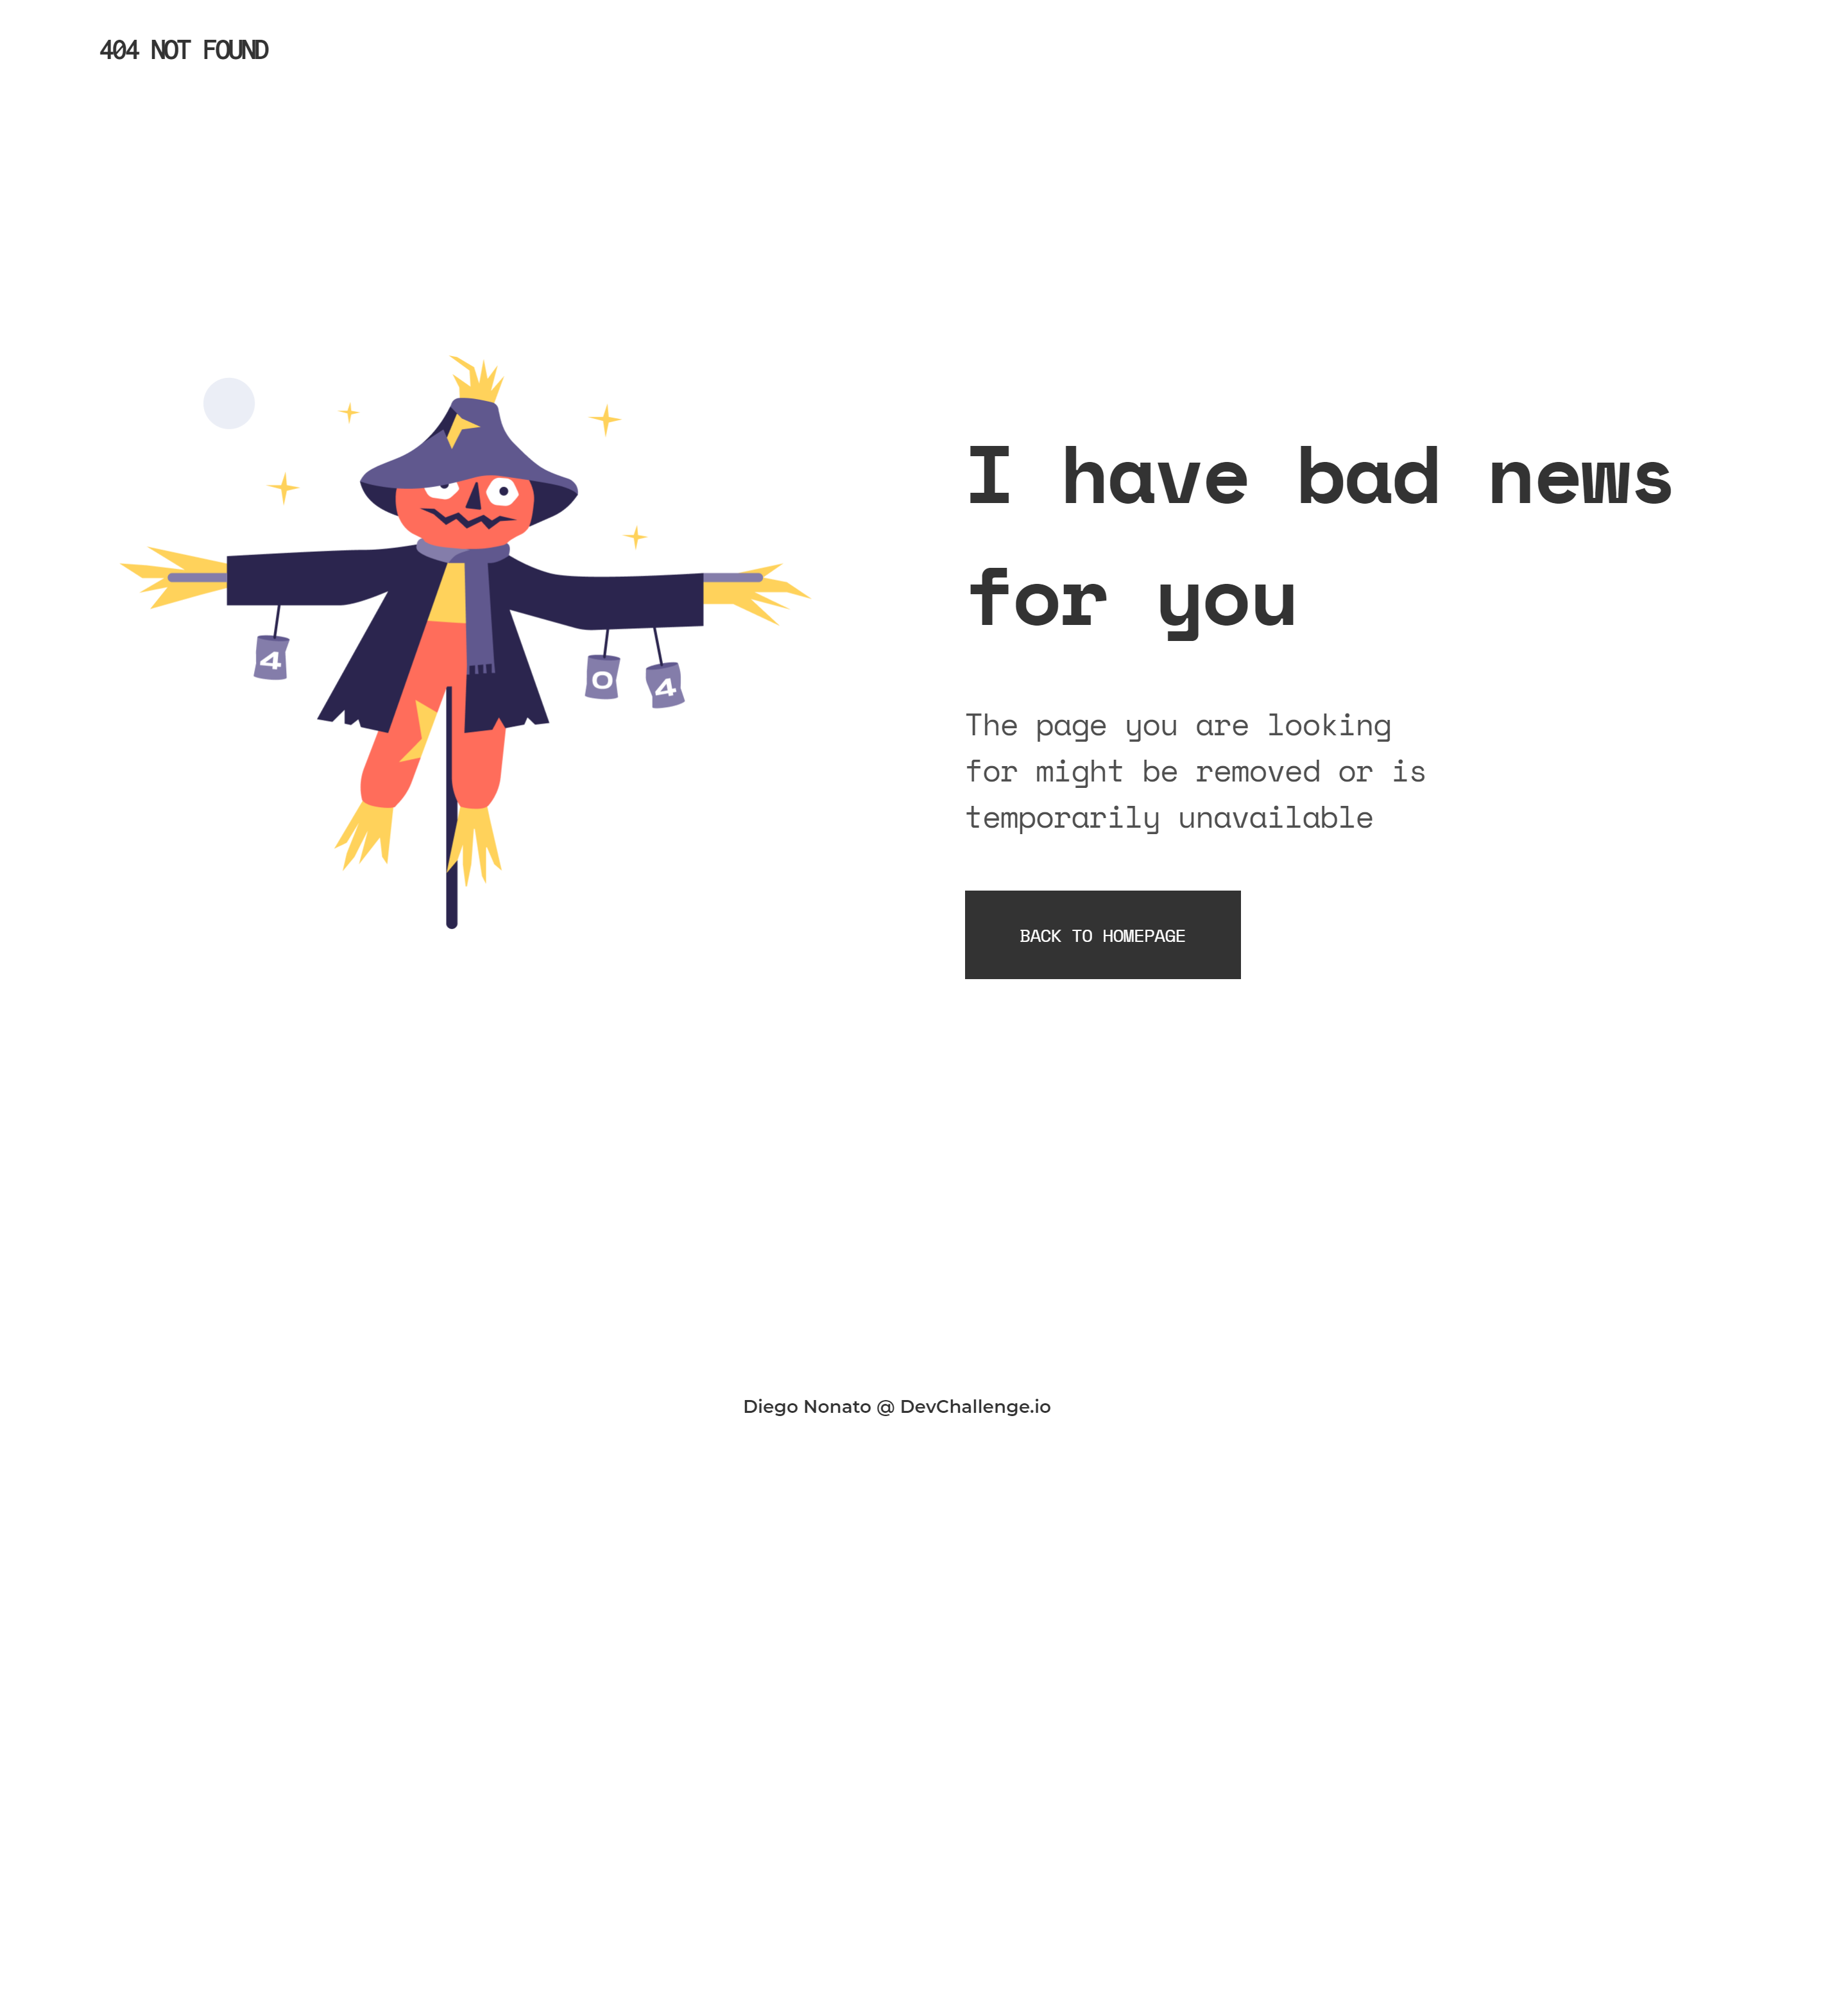 404 NOT FOUND
I have bad news
for you
4
0
4
The page you are looking
for might be removed or is
temporarily unavailable
BACK TO HOMEPAGE
Diego Nonato @ DevChallenge.io